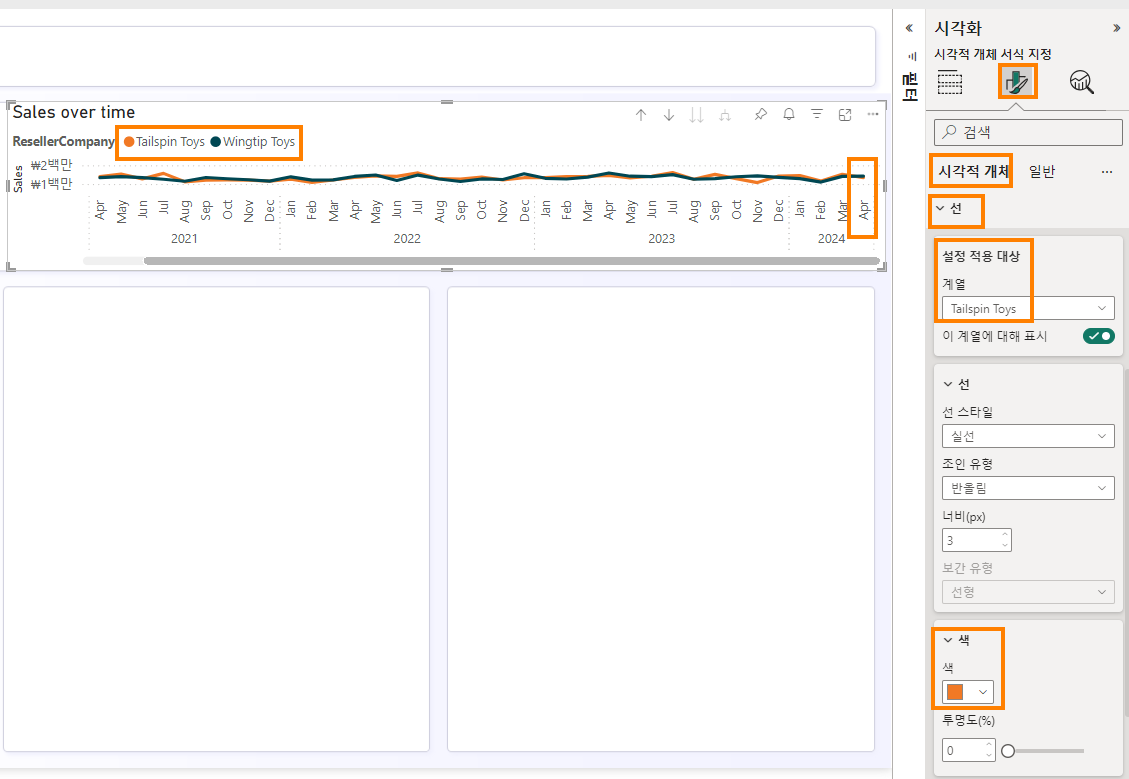 시각화
시각적 개체 서식 지정
필터
검색
시각적 개체 일반
선
설정 적용 대상
계열
Tailspin Toys
이 계열에 대해 표시
선
선 스타일
실선
조인 유형
반올림
너비(px)
3
보간 유형
선형
색
색
투명도(%)
0
Sales over time
ResellerCompany Tailspin Toys Wingtip Toys
Sales
₩2백만
₩1백만
Apr May Jun Jul Aug Sep Oct Nov Dec Jan Feb Mar Apr May Jun Jul Aug Sep Oct Nov Dec Jan Feb Mar Apr May Jun Jul Aug Sep Oct Nov Dec Jan Feb Mar Apr
2021 2022 2023 2024